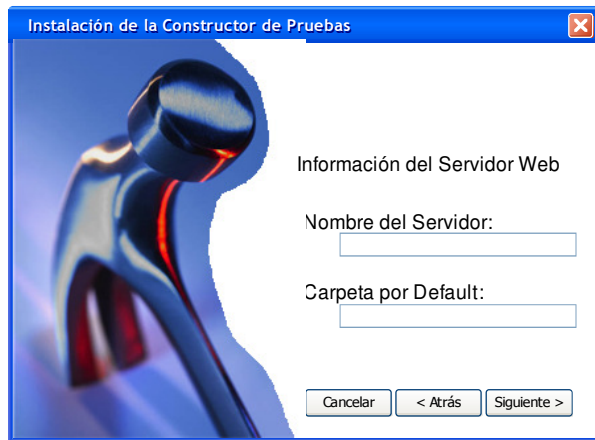 Instalación de la Constructor de Pruebas
Información del Servidor Web
Nombre del Servidor:
Carpeta por Default:
Cancelar
< Atrás
Siguiente >